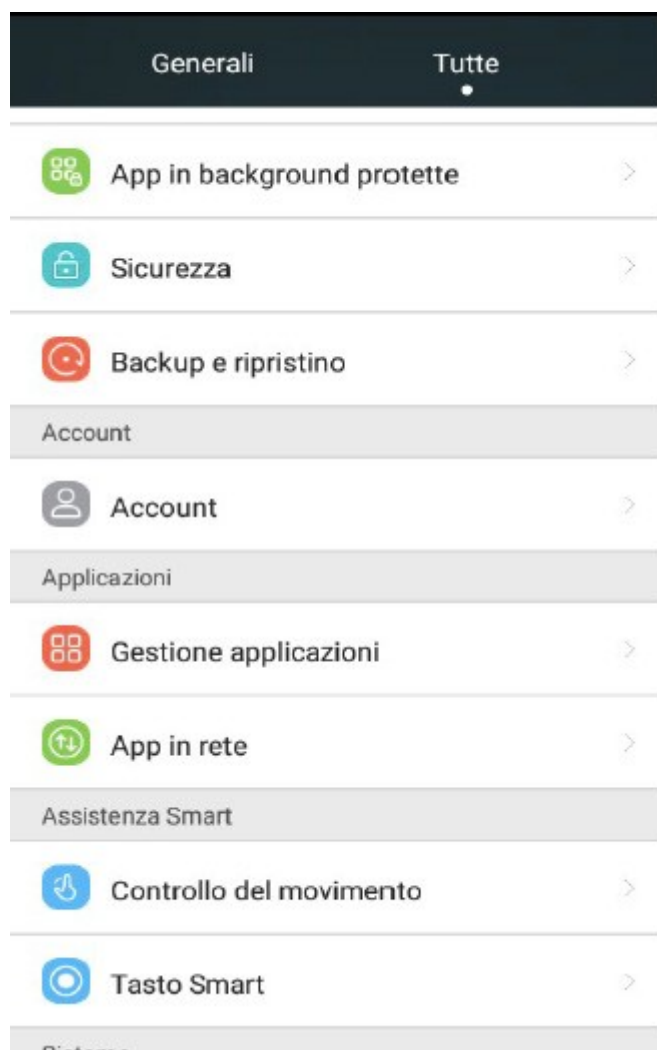 Generali Tutte
App in background protette
Sicurezza
Backup e ripristino
Account
Account
Applicazioni
Gestione applicazioni
App in rete
Assistenza Smart
Controllo del movimento
Tasto Smart